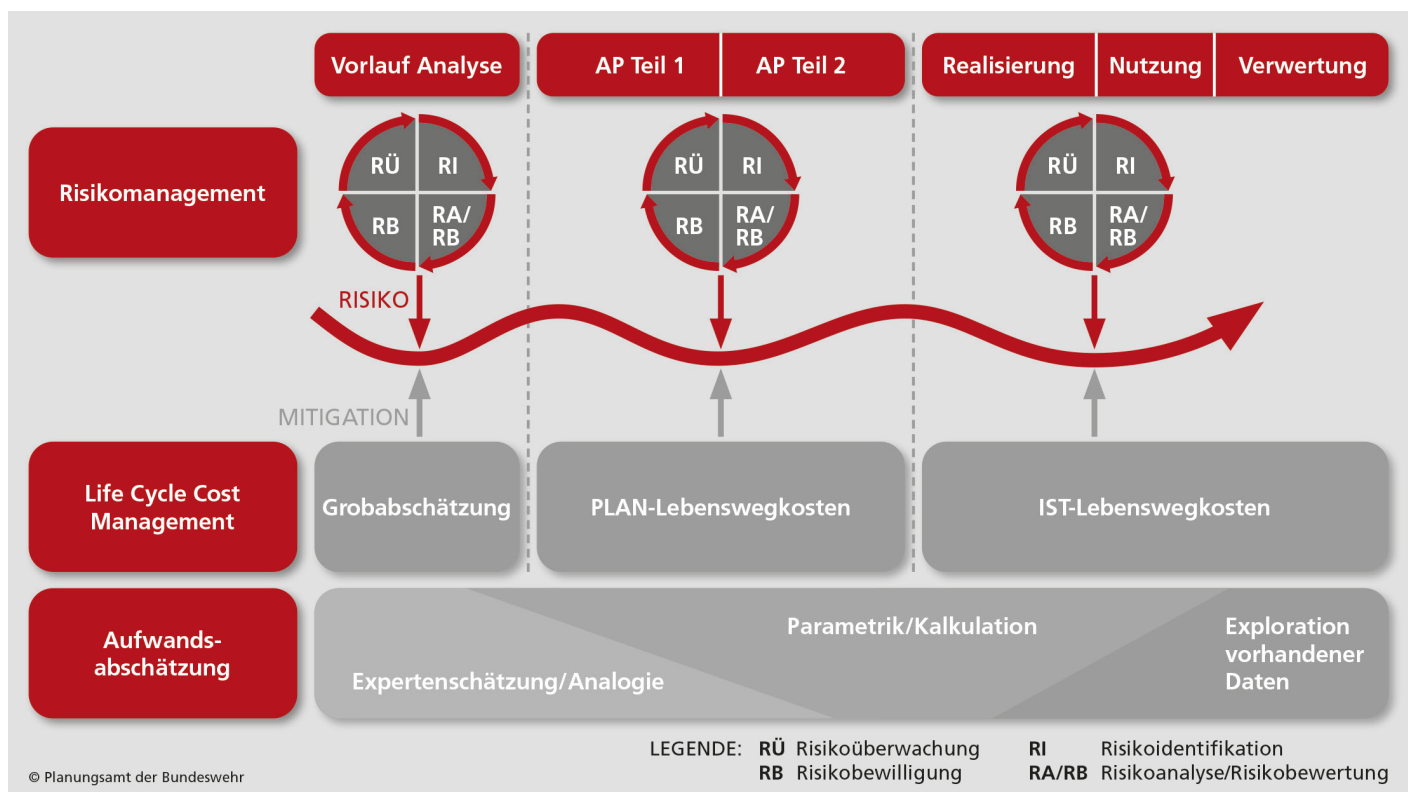 Vorlauf Analyse
AP Teil 1
AP Teil 2
Realisierung
Nutzung
Verwertung
Risikomanagement
RÜ
RI
RB
RA/
RB
RÜ
RI
RB
RA/
RB
RÜ
RI
RB
RA/
RB
RISIKO
MITIGATION
Life Cycle Cost
Management
Grobabschätzung
PLAN-Lebenswegkosten
IST-Lebenswegkosten
Aufwands-
abschätzung
Expertenschätzung/Analogie
Parametrik/Kalkulation
Exploration
vorhandener
Daten
LEGENDE: RÜ Risikoüberwachung
RI Risikoidentifikation
RB Risikobewilligung
RA/RB Risikoanalyse/Risikobewertung
© Planungsamt der Bundeswehr